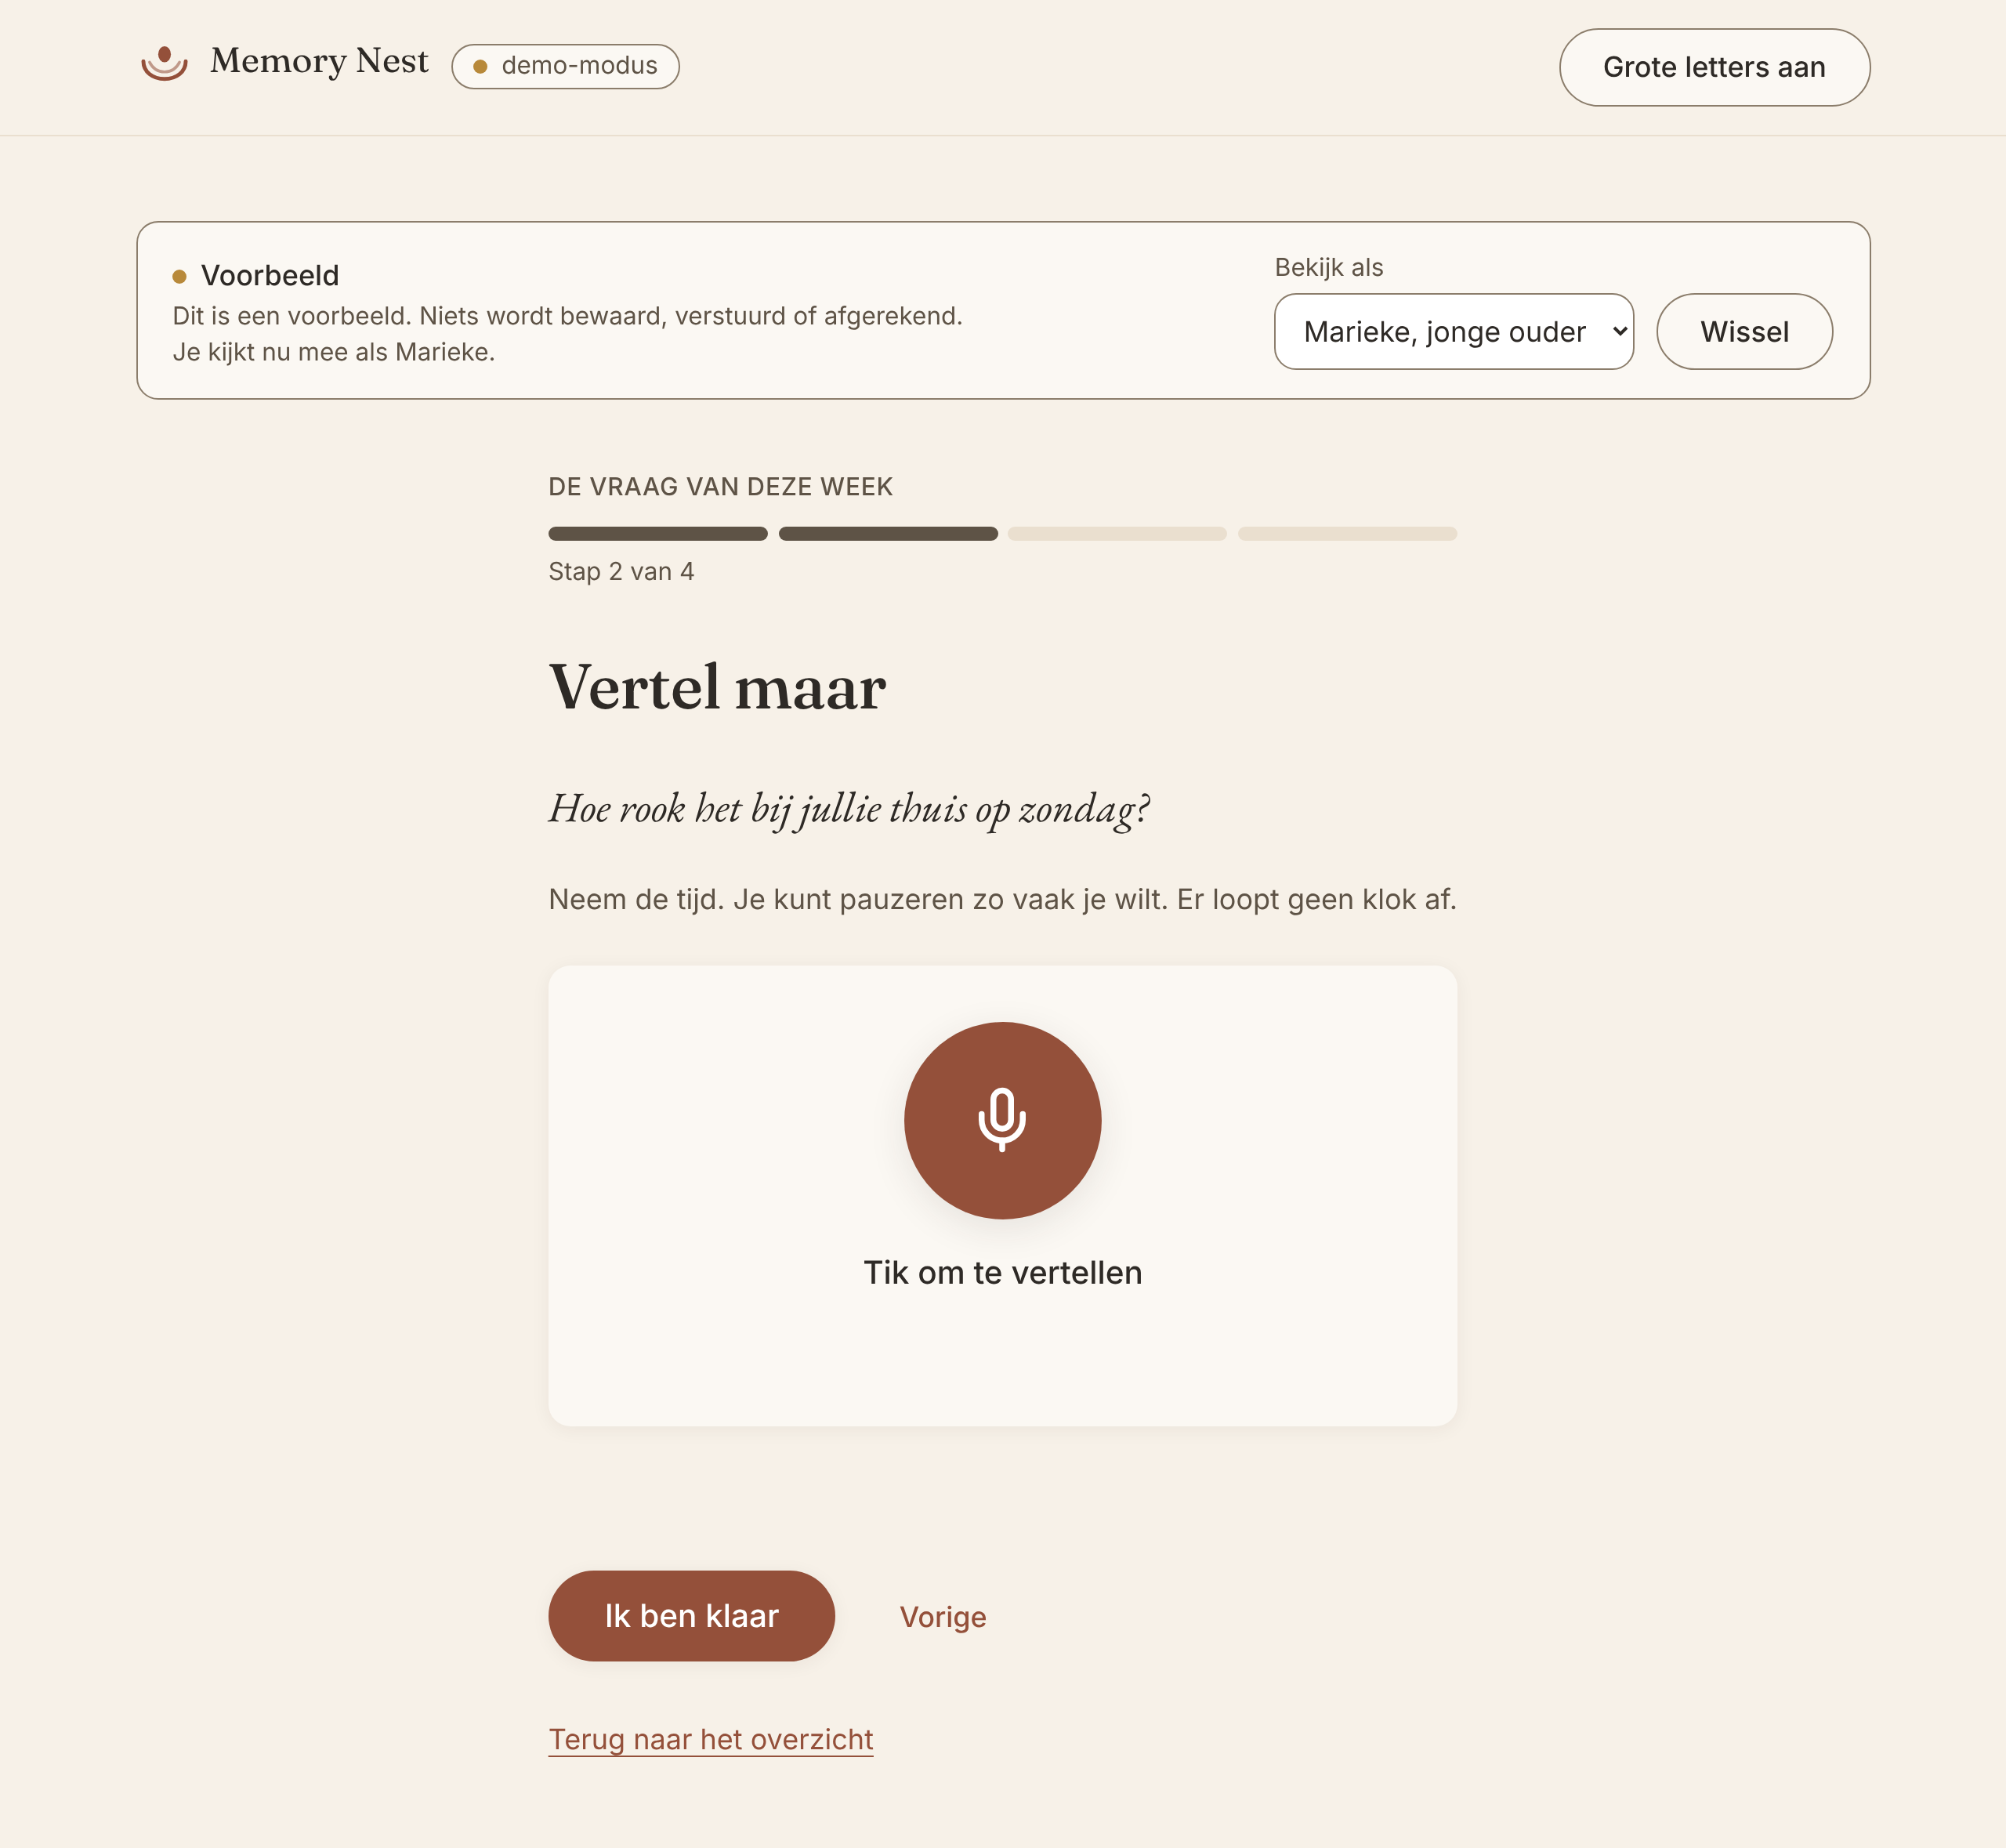 Memory Nest
demo-modus
Grote letters aan
Voorbeeld
Dit is een voorbeeld. Niets wordt bewaard, verstuurd of afgerekend.
Je kijkt nu mee als Marieke.
Bekijk als
Marieke, jonge ouder
Wissel
DE VRAAG VAN DEZE WEEK
Stap 2 van 4
Vertel maar
Hoe rook het bij jullie thuis op zondag?
Neem de tijd. Je kunt pauzeren zo vaak je wilt. Er loopt geen klok af.
Tik om te vertellen
Ik ben klaar
Vorige
Terug naar het overzicht